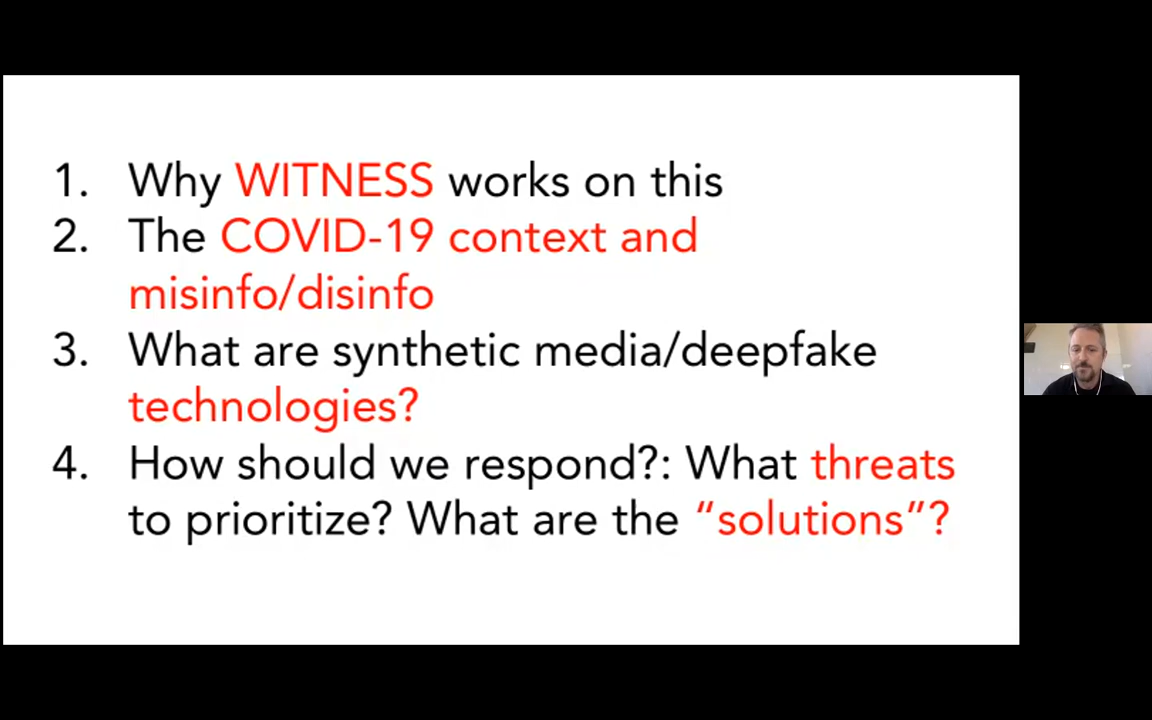 1. Why WITNESS works on this
2. The COVID-19 context and
misinfo/disinfo
3. What are synthetic media/deepfake
technologies?
4. How should we respond?: What threats
to prioritize? What are the “solutions”?